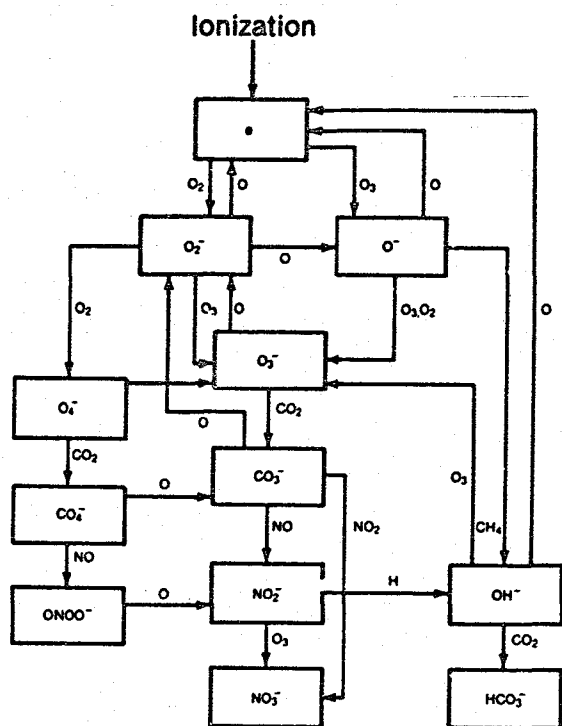 Ionization
e
O₂
O
O₃
O
O₂⁻
O
O⁻
O₂
O₃
O
O₃,O₂
O
O₃⁻
O₄⁻
CO₂
O
CO₂
CO₃⁻
O₃
CH₄
CO₄⁻
O
NO
NO₂
NO
ONOO⁻
O
NO₂⁻
H
OH⁻
O₃
CO₂
NO₃⁻
HCO₃⁻